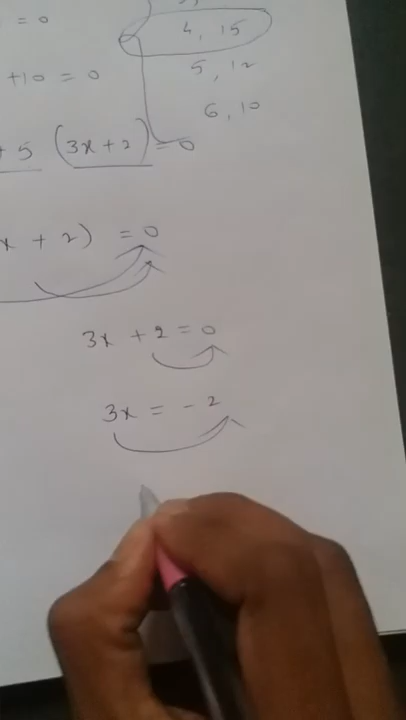 = 0
4, 15
+10 = 0
5, 12
6, 10
+ 5 (3x+2) = 0
x + 2) = 0
3x + 2 = 0
3x = - 2